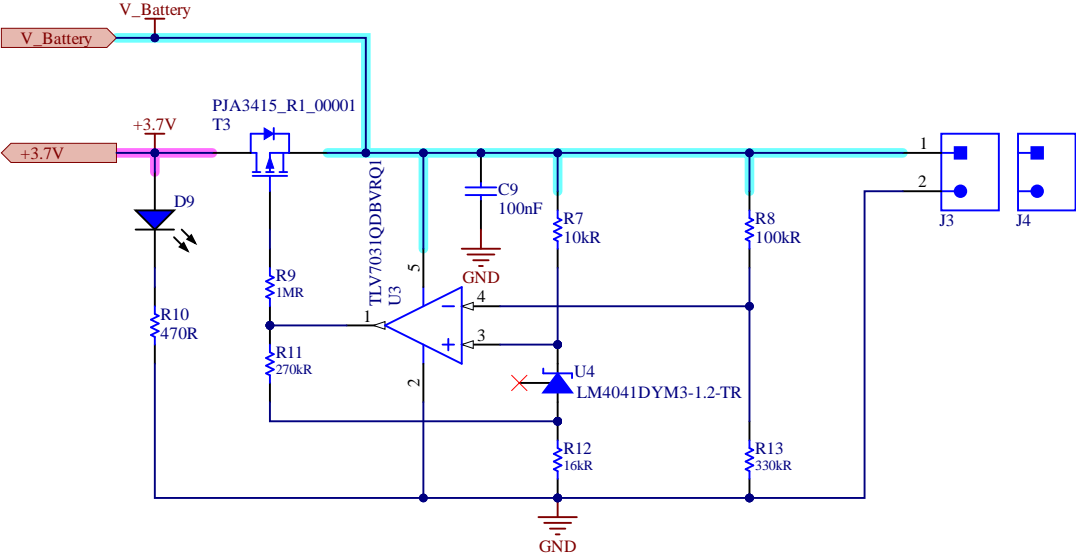 V_Battery
V_Battery
PJA3415_R1_00001
T3
+3.7V
+3.7V
TLV7031QDBVRQ1
U3
C9
100nF
GND
D9
R7
10kR
R8
100kR
1
2
J3
J4
R9
1MR
5
4
1
3
2
R10
470R
R11
270kR
U4
LM4041DYM3-1.2-TR
R12
16kR
R13
330kR
GND